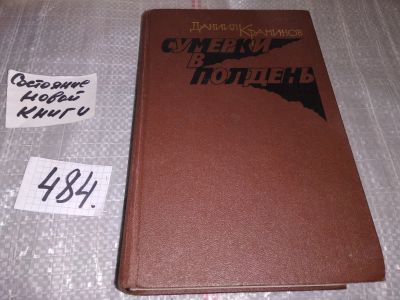 Даниил Краминов
СУМЕРКИ
В
ПОЛДЕНЬ
Состояние
новой
книги
484.